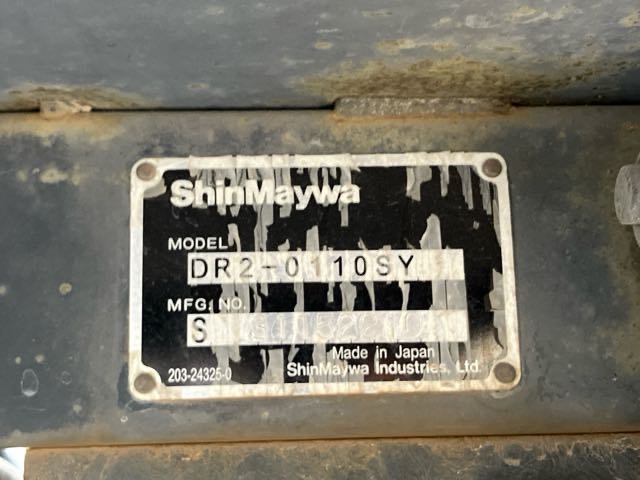 ShinMaywa
MODEL
DR2-0110SY
MFG. NO.
S
Made in Japan
203-24325-0
ShinMaywa Industries, Ltd.